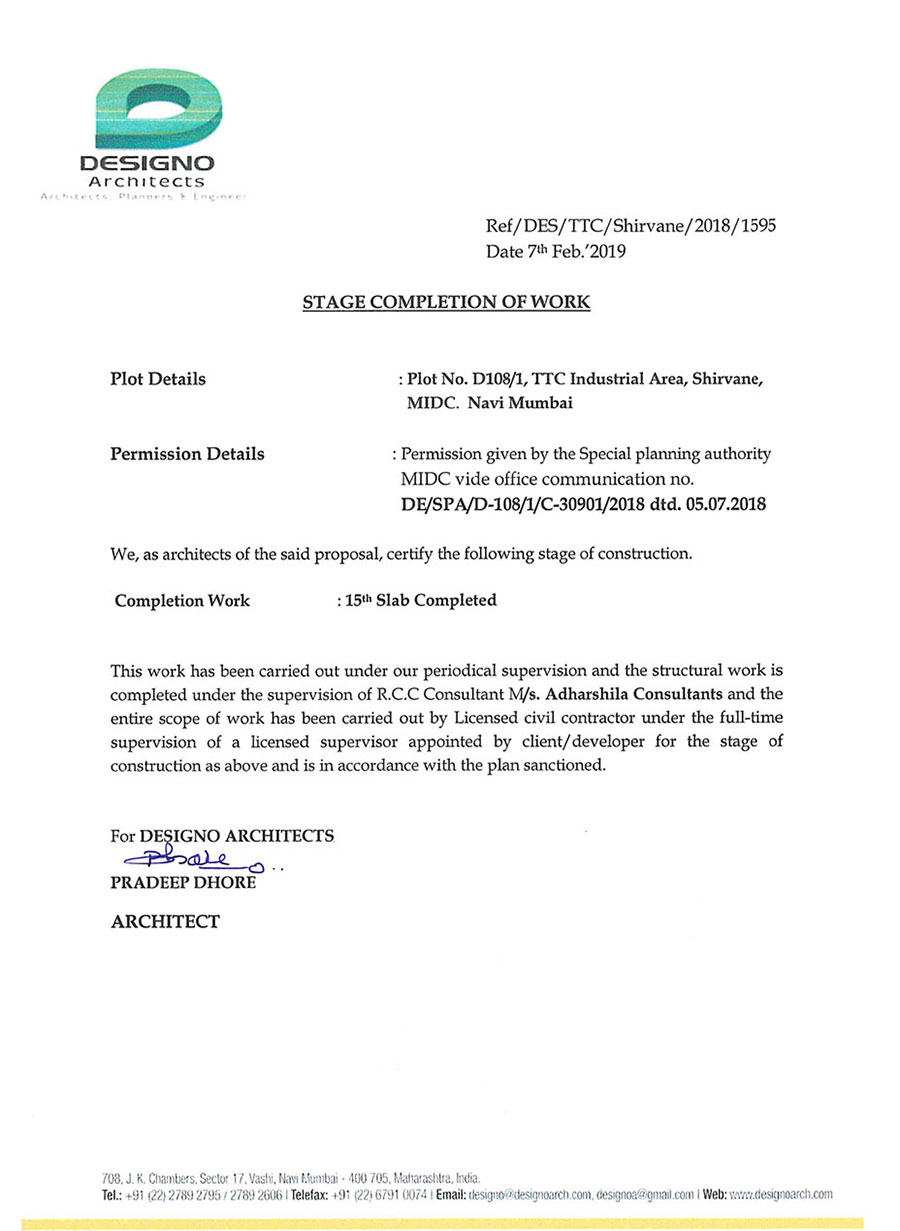 DESIGNO
Architects
Architects, Planners & Engineer
Ref/DES/TTC/Shirvane/2018/1595
Date 7th Feb.'2019
STAGE COMPLETION OF WORK
Plot Details : Plot No. D108/1, TTC Industrial Area, Shirvane,
MIDC. Navi Mumbai
Permission Details : Permission given by the Special planning authority
MIDC vide office communication no.
DE/SPA/D-108/1/C-30901/2018 dtd. 05.07.2018
We, as architects of the said proposal, certify the following stage of construction.
Completion Work : 15th Slab Completed
This work has been carried out under our periodical supervision and the structural work is
completed under the supervision of R.C.C Consultant M/s. Adharshila Consultants and the
entire scope of work has been carried out by Licensed civil contractor under the full-time
supervision of a licensed supervisor appointed by client/developer for the stage of
construction as above and is in accordance with the plan sanctioned.
For DESIGNO ARCHITECTS
PRADEEP DHORE
ARCHITECT
708, J. K. Chambers, Sector 17, Vashi, Navi Mumbai - 400 705, Maharashtra, India.
Tel.: +91 (22) 2789 2795 / 2789 2606 | Telefax: +91 (22) 6791 0074 | Email: designo@designoarch.com, designoa@gmail.com | Web: www.designoarch.com